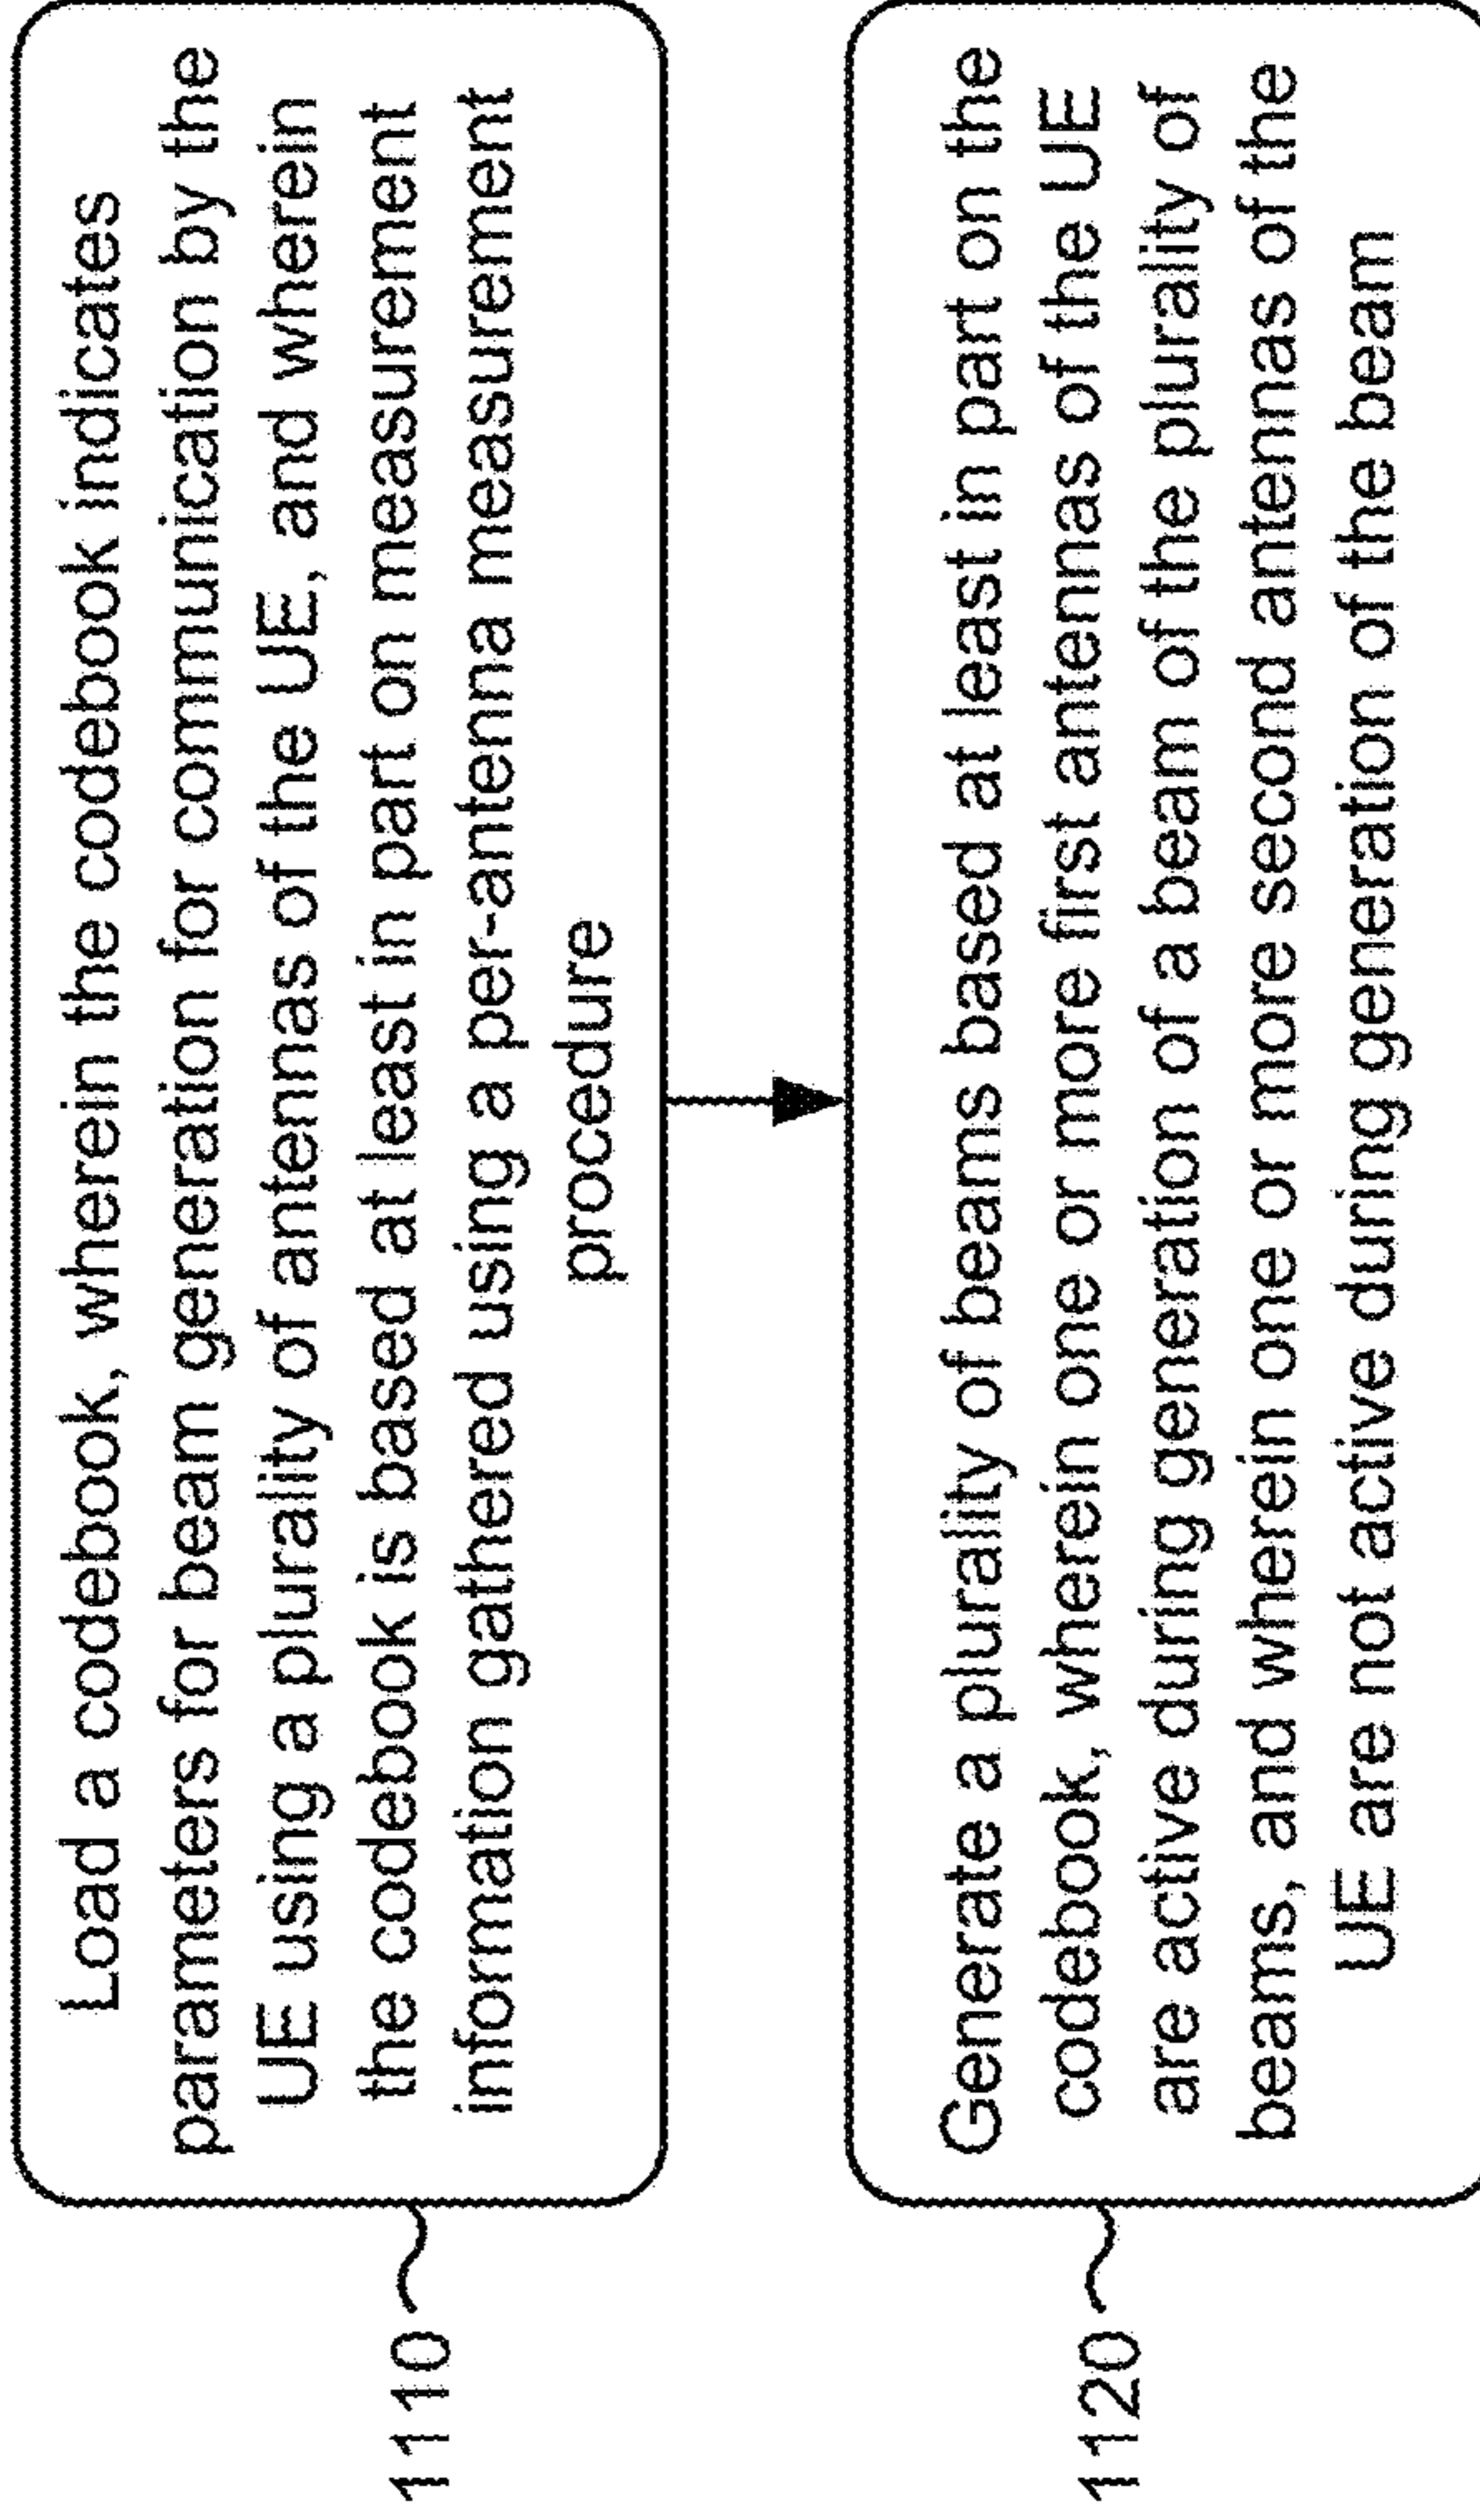 Load a codebook, wherein the codebook indicates
parameters for beam generation for communication by the
UE using a plurality of antennas of the UE, and wherein
the codebook is based at least in part on measurement
information gathered using a per-antenna measurement
procedure
1110
Generate a plurality of beams based at least in part on the
codebook, wherein one or more first antennas of the UE
are active during generation of a beam of the plurality of
beams, and wherein one or more second antennas of the
UE are not active during generation of the beam
1120